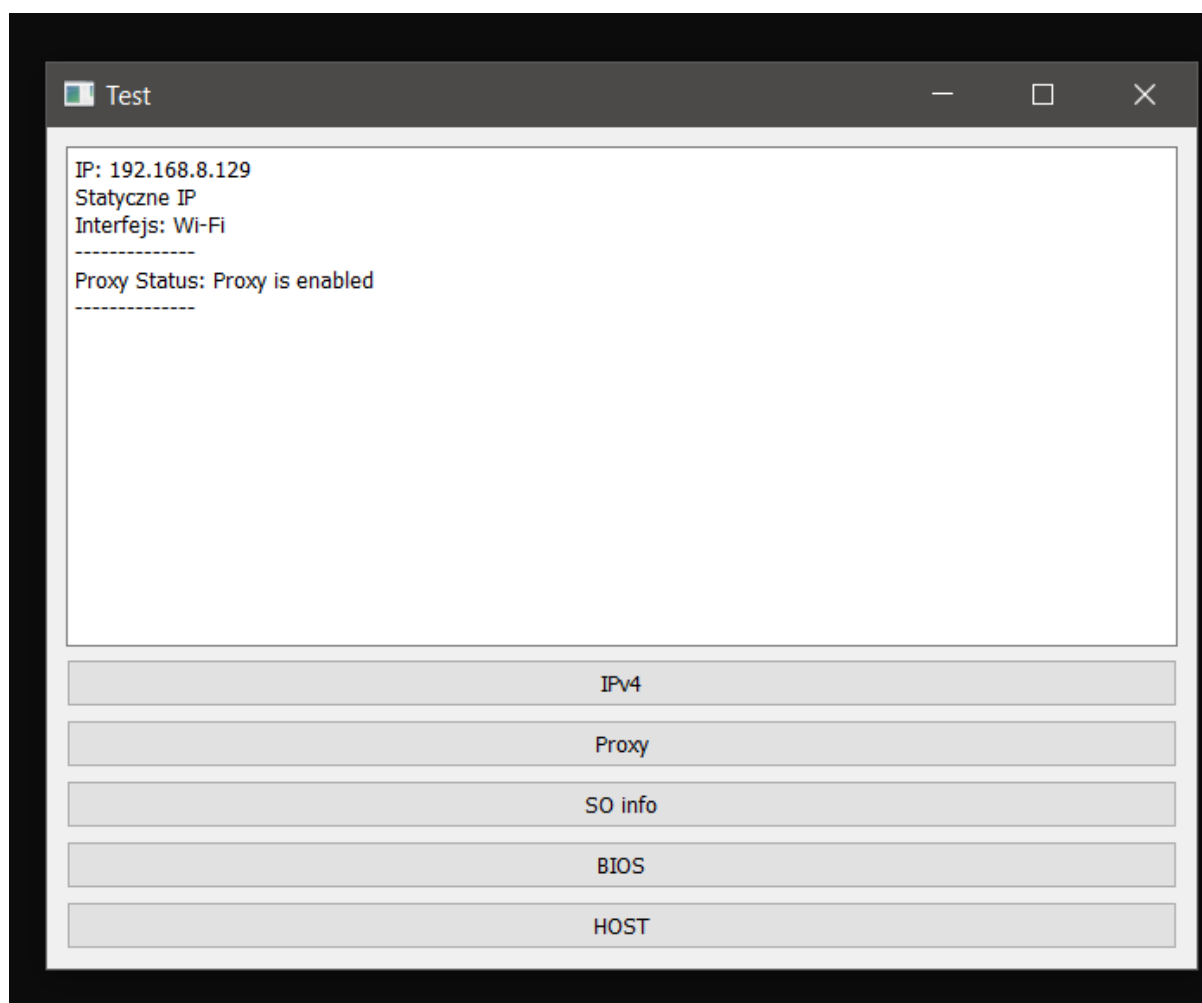 Test
IP: 192.168.8.129
Statyczne IP
Interfejs: Wi-Fi
--------------
Proxy Status: Proxy is enabled
--------------
IPv4
Proxy
SO info
BIOS
HOST